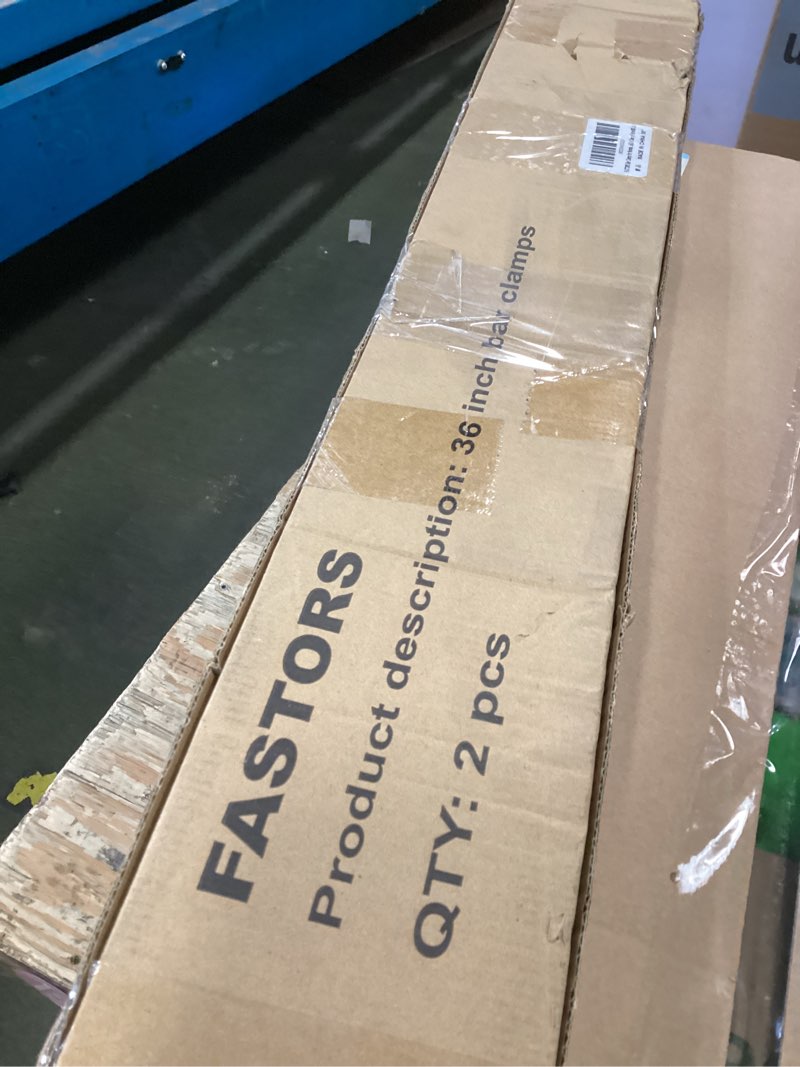 FASTORS
Product description: 36 inch bar clamps
QTY: 2 pcs